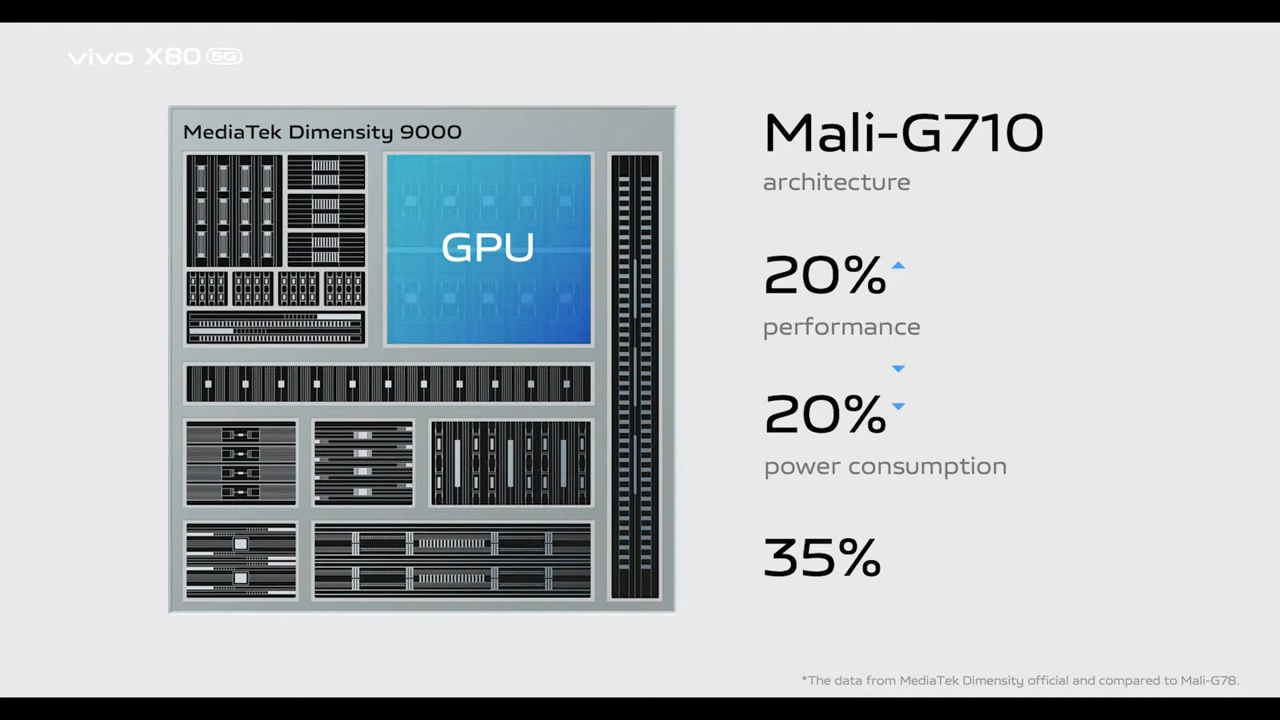 vivo X80 5G
MediaTek Dimensity 9000
GPU
Mali-G710
architecture
20%
performance
20%
power consumption
35%
*The data from MediaTek Dimensity official and compared to Mali-G78.